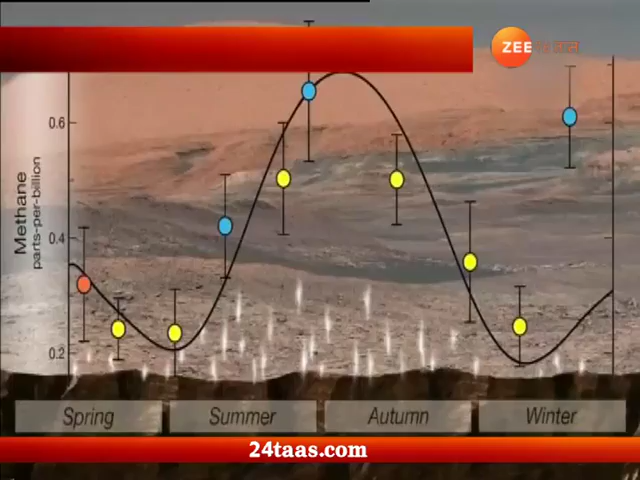 ZEE
0.6
Methane
parts-per-billion
0.4
0.2
Spring
Summer
Autumn
Winter
24taas.com